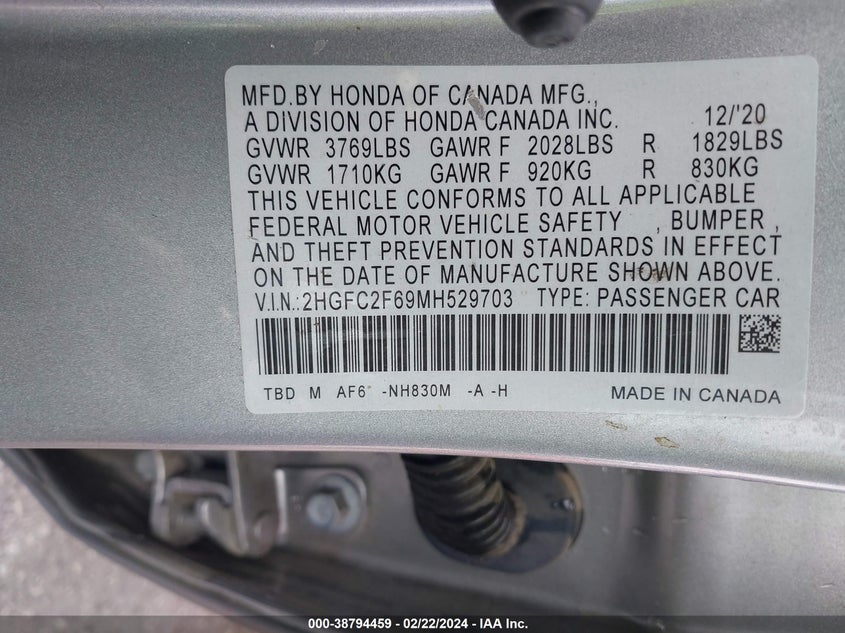 MFD.BY HONDA OF CANADA MFG.,
A DIVISION OF HONDA CANADA INC. 12/'20
GVWR 3769LBS GAWR F 2028LBS R 1829LBS
GVWR 1710KG GAWR F 920KG R 830KG
THIS VEHICLE CONFORMS TO ALL APPLICABLE
FEDERAL MOTOR VEHICLE SAFETY , BUMPER ,
AND THEFT PREVENTION STANDARDS IN EFFECT
ON THE DATE OF MANUFACTURE SHOWN ABOVE.
V.I.N.:2HGFC2F69MH529703 TYPE: PASSENGER CAR
TBD M -NH830M -A -H MADE IN CANADA
000-38794459 - 02/22/2024 - IAA Inc.